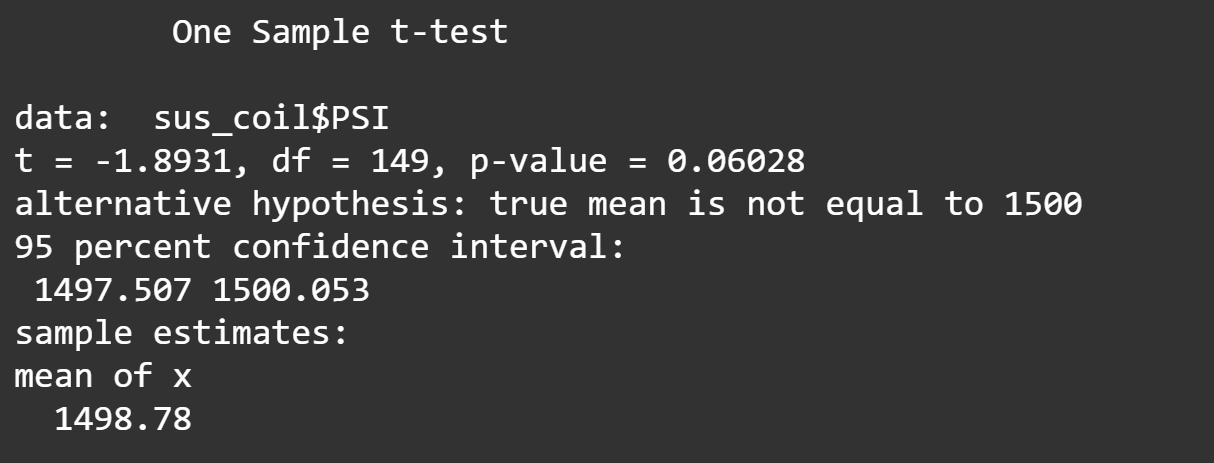 One Sample t-test
data:  sus_coil$PSI
t = -1.8931, df = 149, p-value = 0.06028
alternative hypothesis: true mean is not equal to 1500
95 percent confidence interval:
1497.507 1500.053
sample estimates:
mean of x
1498.78